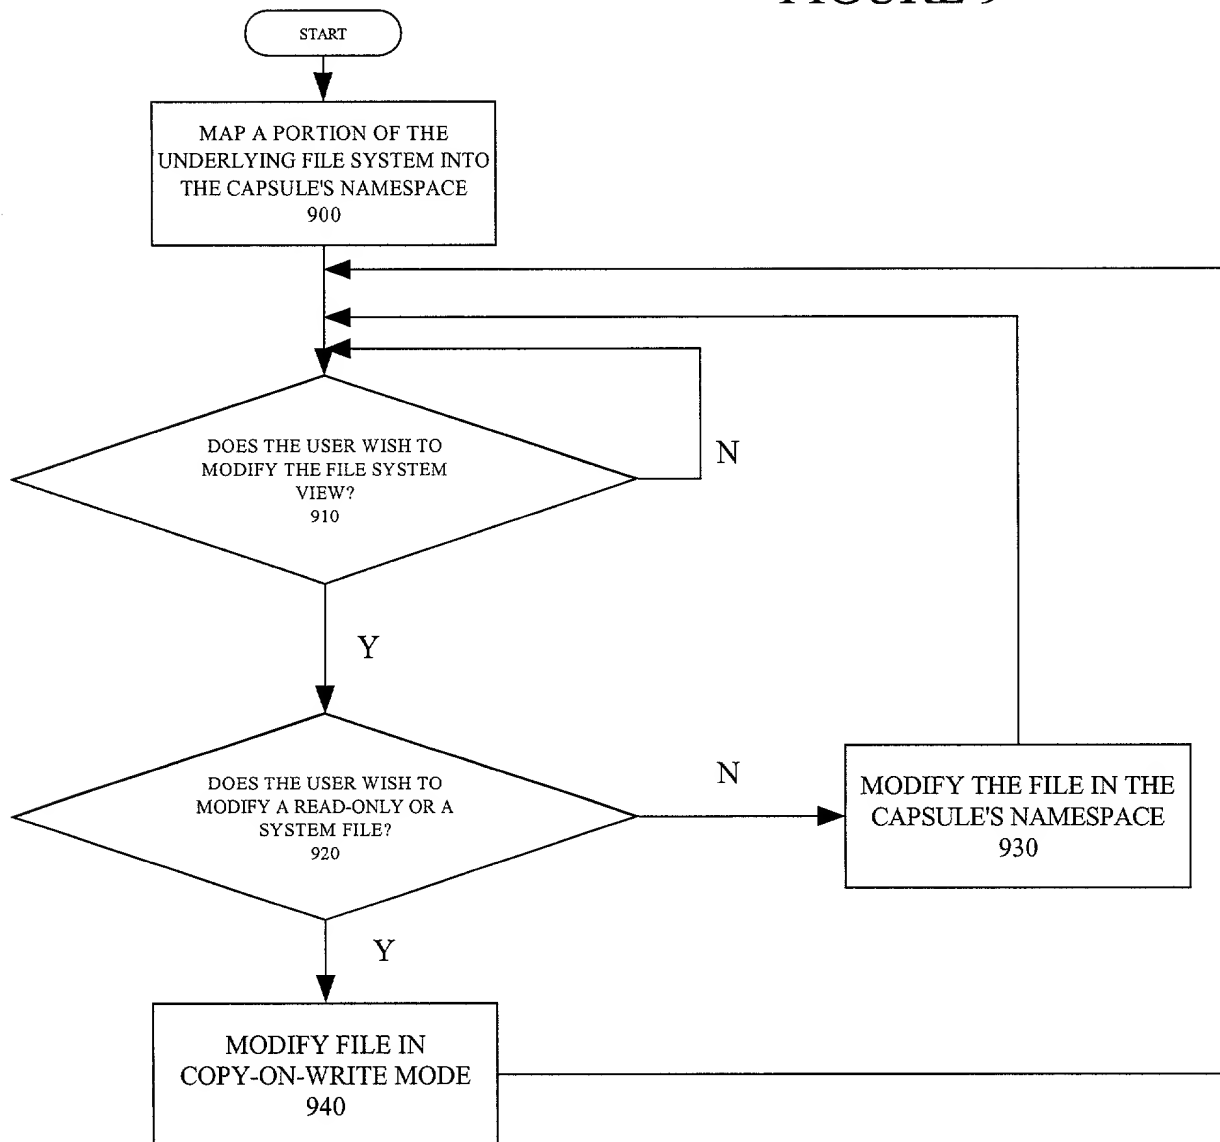 FIGURE 9
START
MAP A PORTION OF THE
UNDERLYING FILE SYSTEM INTO
THE CAPSULE'S NAMESPACE
900
DOES THE USER WISH TO
MODIFY THE FILE SYSTEM
VIEW?
910
N
Y
DOES THE USER WISH TO
MODIFY A READ-ONLY OR A
SYSTEM FILE?
920
N
MODIFY THE FILE IN THE
CAPSULE'S NAMESPACE
930
Y
MODIFY FILE IN
COPY-ON-WRITE MODE
940